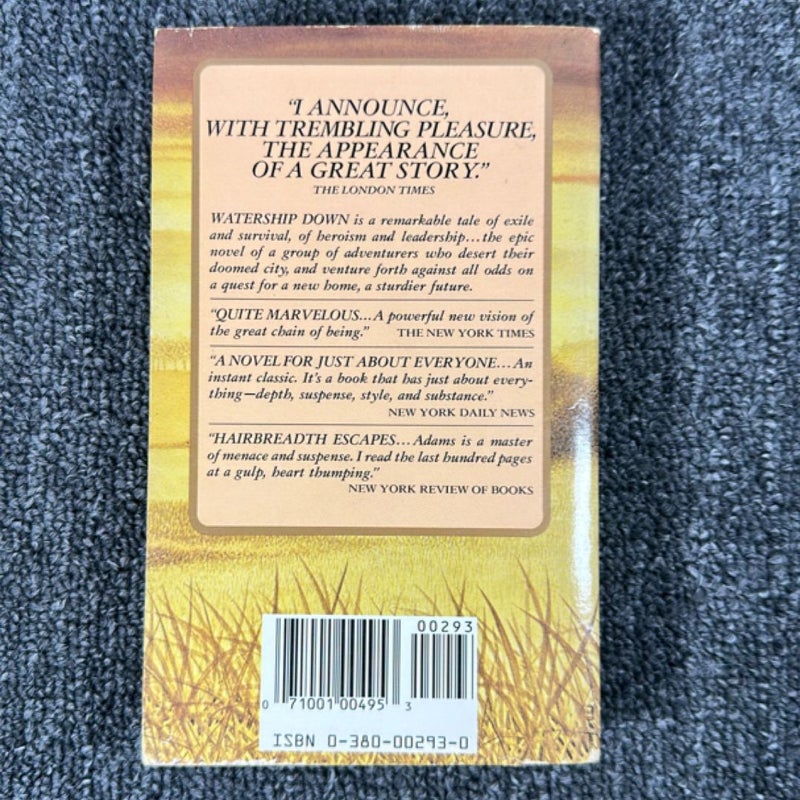 "I ANNOUNCE,
WITH TREMBLING PLEASURE,
THE APPEARANCE
OF A GREAT STORY."
THE LONDON TIMES
WATERSHIP DOWN is a remarkable tale of exile
and survival, of heroism and leadership...the epic
novel of a group of adventurers who desert their
doomed city, and venture forth against all odds on
a quest for a new home, a sturdier future.
"QUITE MARVELOUS...A powerful new vision of
the great chain of being." THE NEW YORK TIMES
"A NOVEL FOR JUST ABOUT EVERYONE...An
instant classic. It's a book that has just about every-
thing—depth, suspense, style, and substance."
NEW YORK DAILY NEWS
"HAIRBREADTH ESCAPES...Adams is a master
of menace and suspense. I read the last hundred pages
at a gulp, heart thumping."
NEW YORK REVIEW OF BOOKS
00293
0 71001 00495 3
ISBN 0-380-00293-0